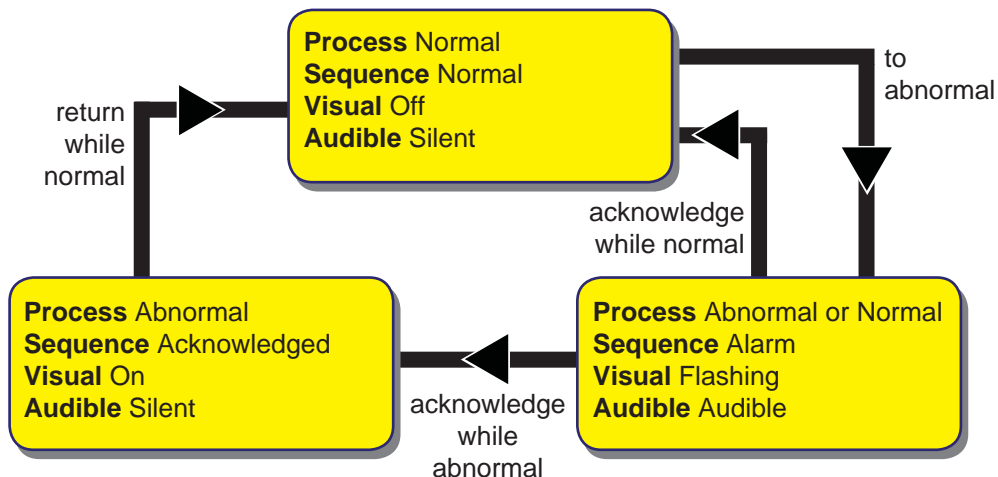 Process Normal
Sequence Normal
Visual Off
Audible Silent
to
abnormal
return
while
normal
acknowledge
while normal
Process Abnormal
Sequence Acknowledged
Visual On
Audible Silent
acknowledge
while
abnormal
Process Abnormal or Normal
Sequence Alarm
Visual Flashing
Audible Audible